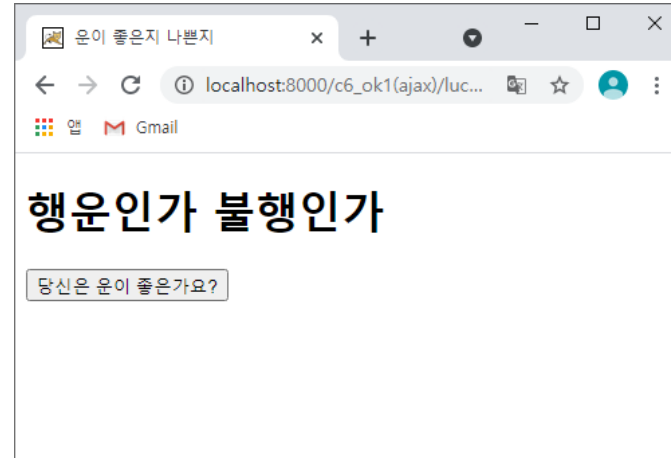 운이 좋은지 나쁜지
localhost:8000/c6_ok1(ajax)/luc...
앱 Gmail
행운인가 불행인가
당신은 운이 좋은가요?